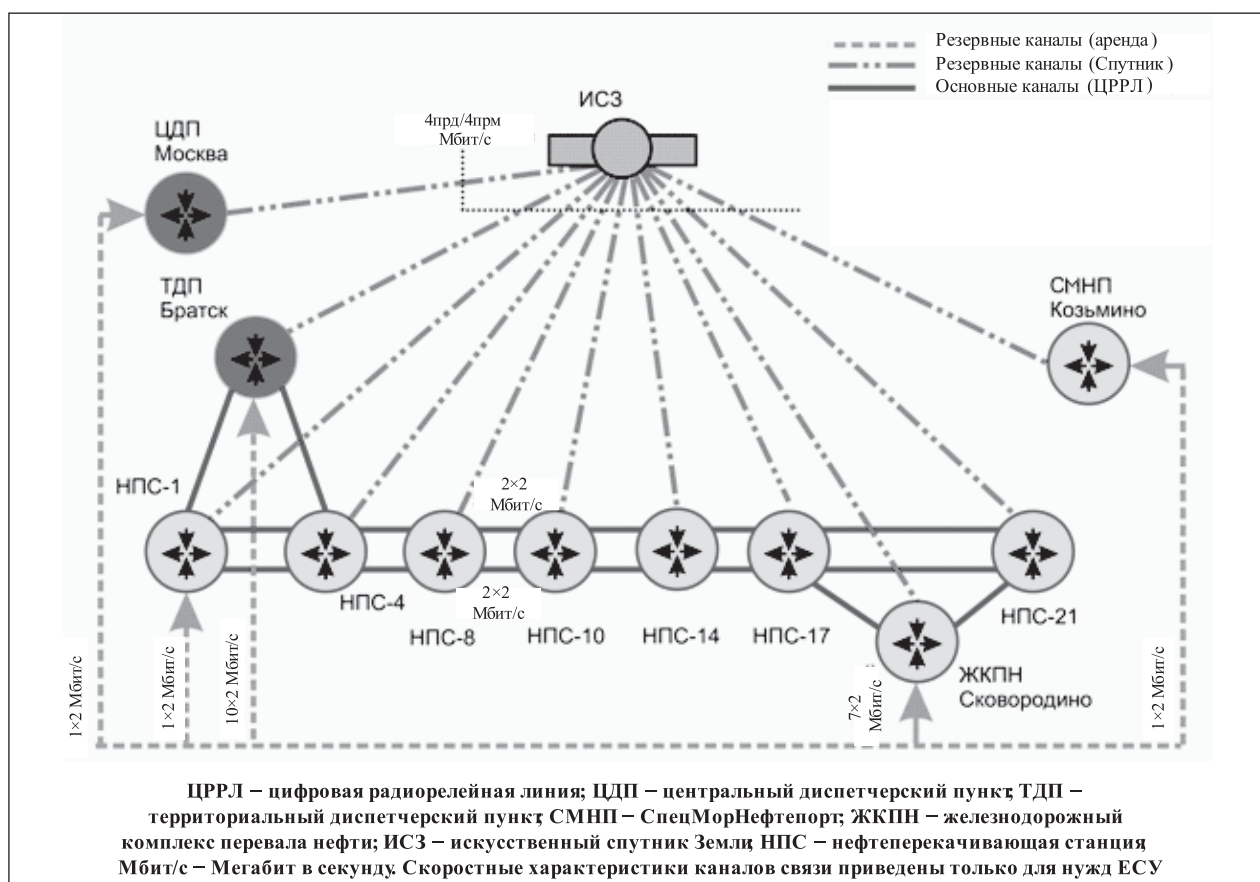 Резервные каналы (аренда)
Резервные каналы (Спутник)
Основные каналы (ЦРРЛ)
ИСЗ
4прд/4прм
Мбит/с
ЦДП
Москва
ТДП
Братск
СМНП
Козьмино
НПС-1
2×2
Мбит/с
НПС-4
2×2
Мбит/с
НПС-8
НПС-10
НПС-14
НПС-17
НПС-21
ЖКПН
Сковородино
1×2 Мбит/с
1×2 Мбит/с
10×2 Мбит/с
7×2
Мбит/с
1×2 Мбит/с
ЦРРЛ – цифровая радиорелейная линия; ЦДП – центральный диспетчерский пункт; ТДП –
территориальный диспетчерский пункт; СМНП – СпецМорНефтепорт; ЖКПН – железнодорожный
комплекс перевала нефти; ИСЗ – искусственный спутник Земли; НПС – нефтеперекачивающая станция;
Мбит/с – Мегабит в секунду. Скоростные характеристики каналов связи приведены только для нужд ЕСУ